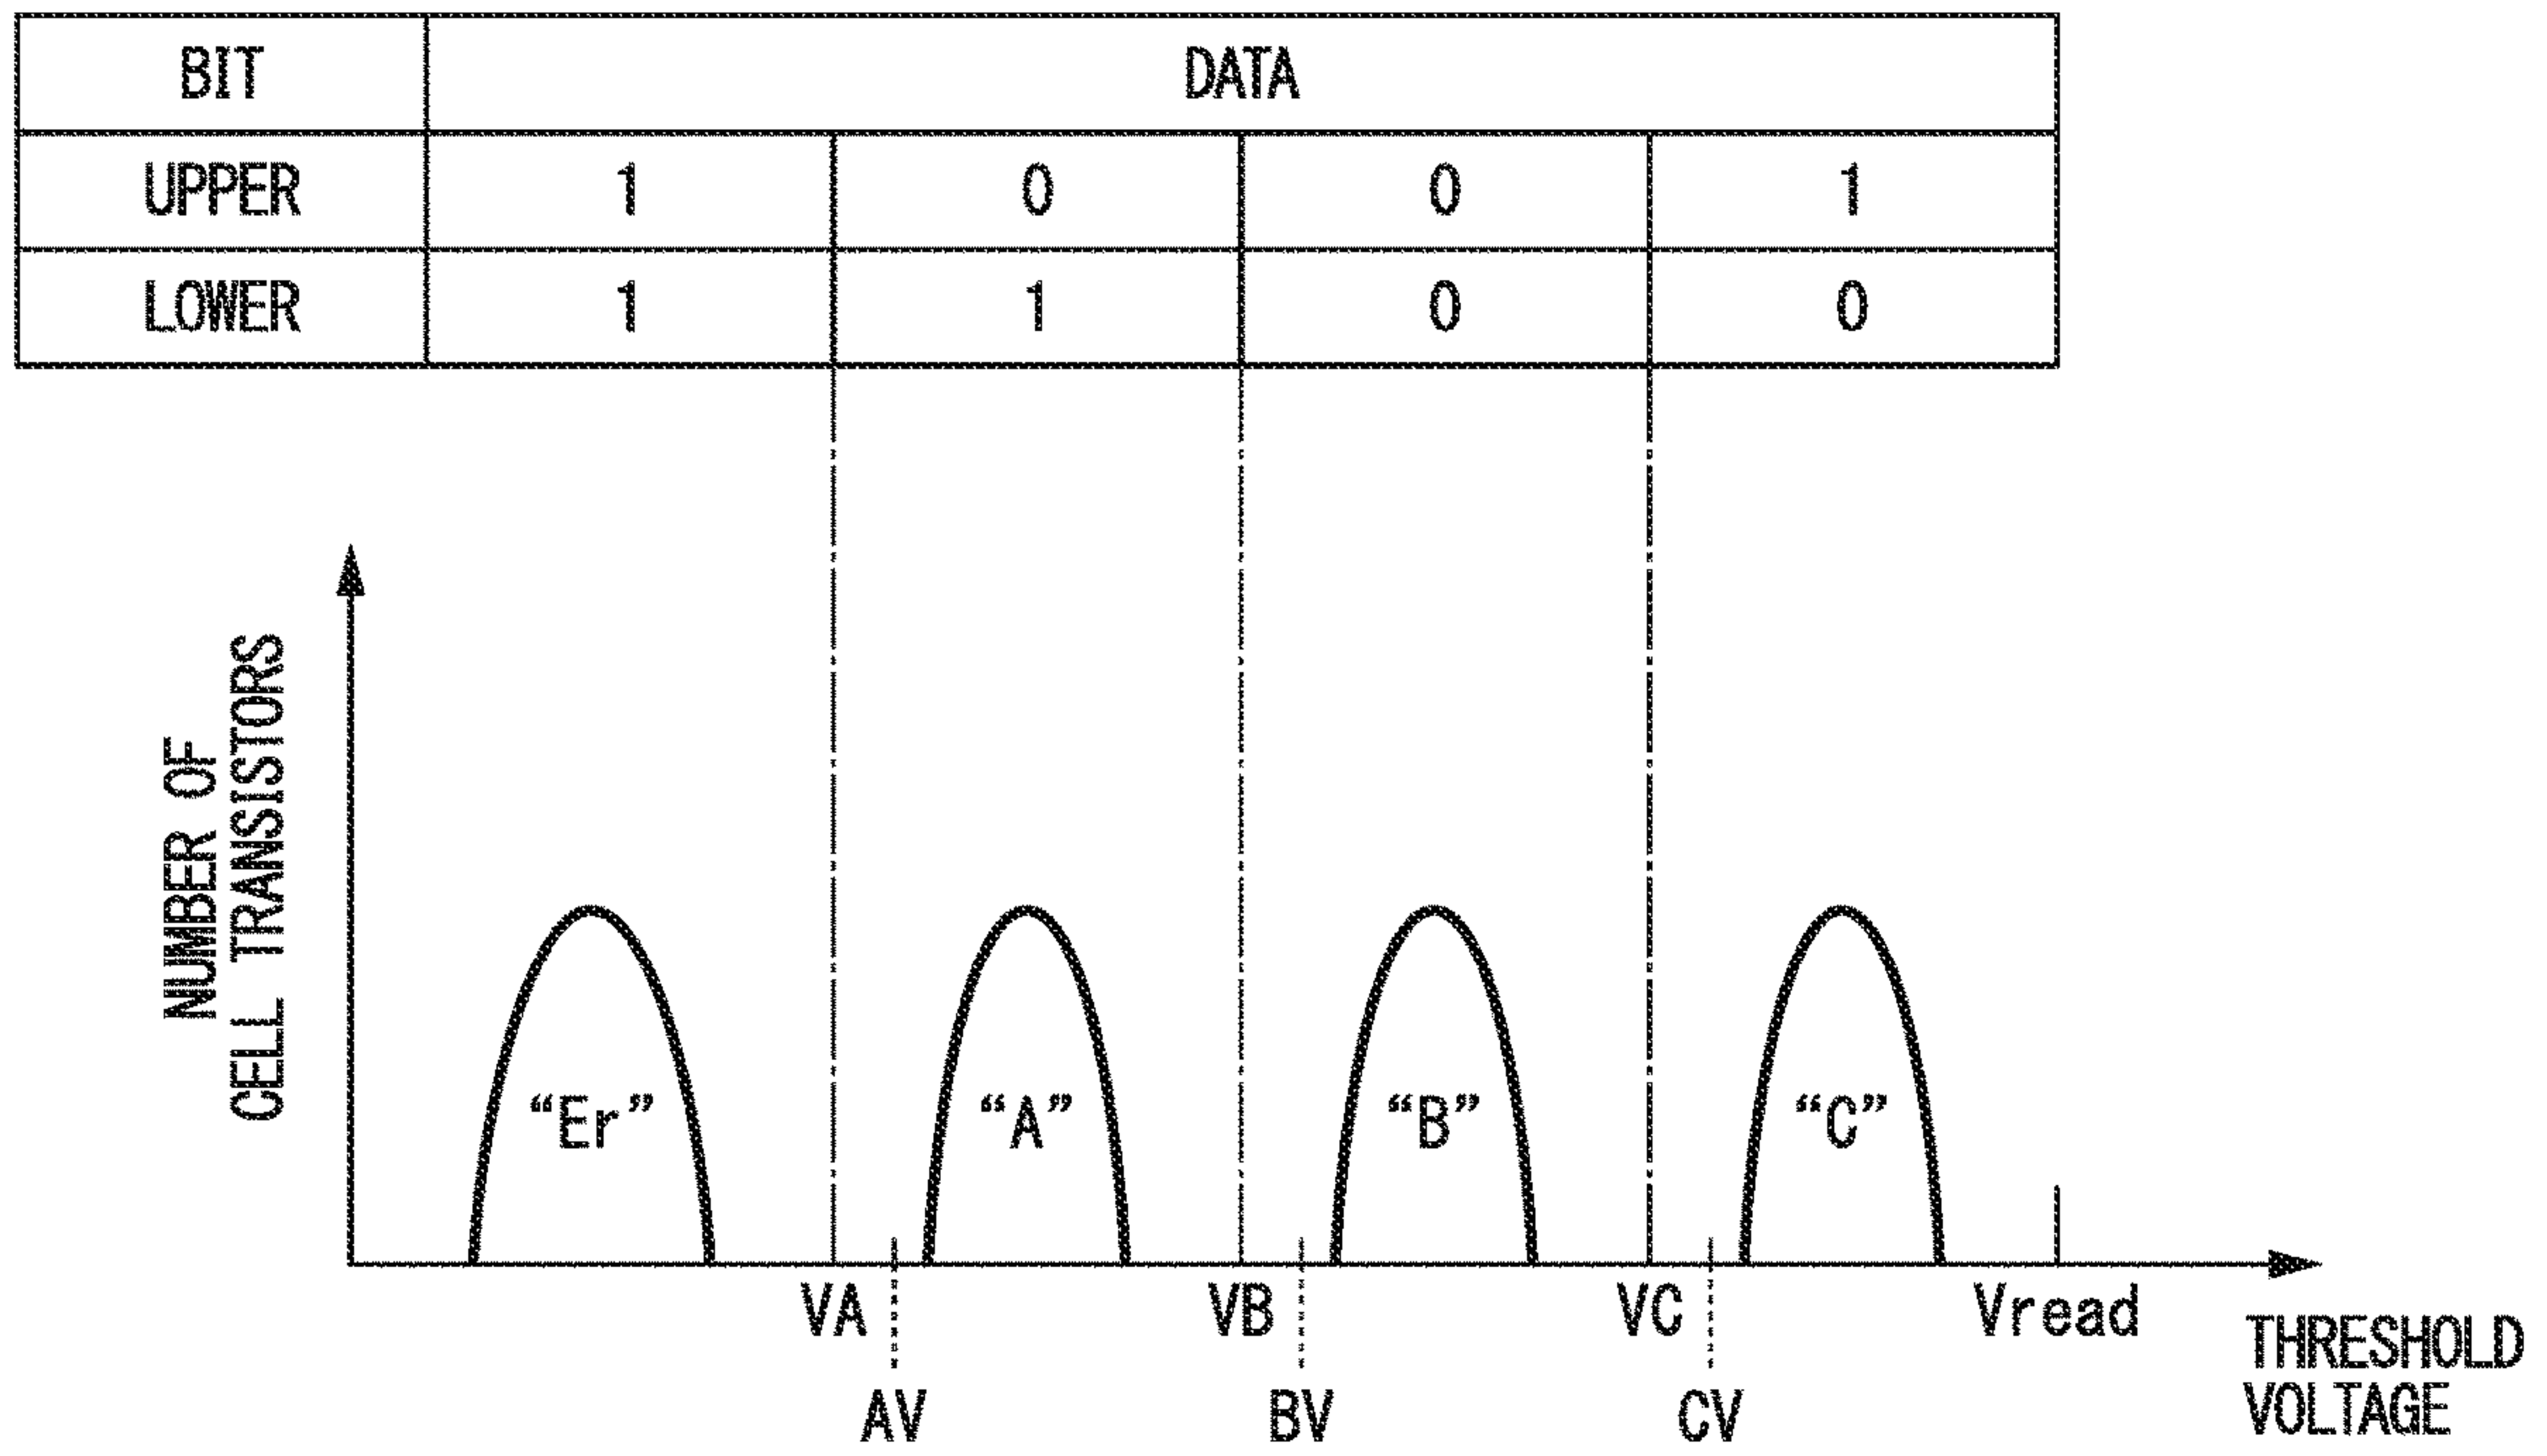 BIT DATA
UPPER 1 0 0 1
LOWER 1 1 0 0
NUMBER OF
CELL TRANSISTORS
“Er” “A” “B” “C”
VA VB VC Vread
AV BV CV
THRESHOLD
VOLTAGE